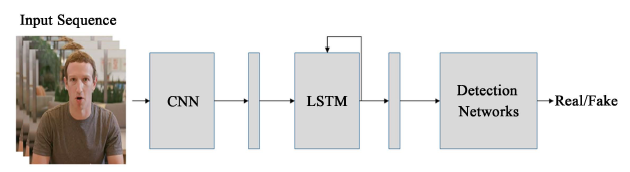 Input Sequence
CNN
LSTM
Detection
Networks
Real/Fake